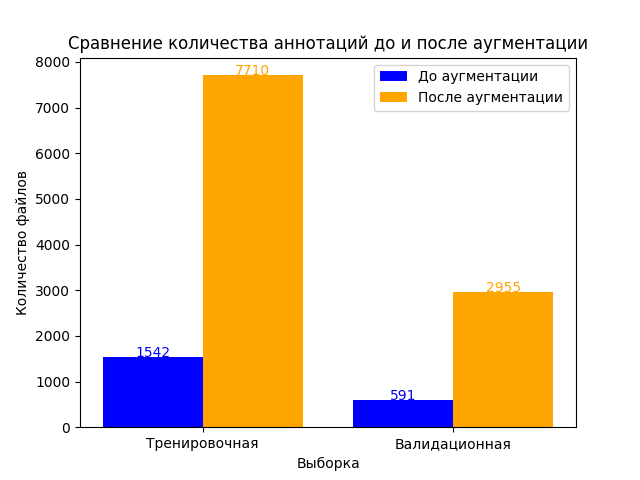 Сравнение количества аннотаций до и после аугментации
До аугментации
После аугментации
Количество файлов
8000
7000
6000
5000
4000
3000
2000
1000
0
7710
2955
1542
591
Тренировочная
Валидационная
Выборка